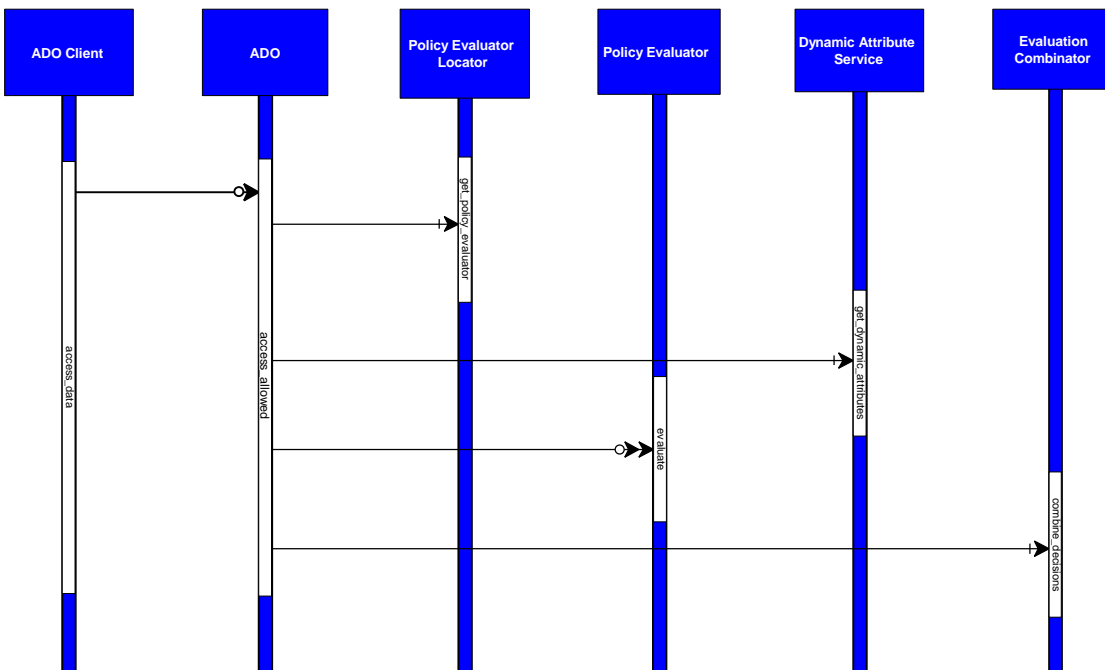 ADO Client
ADO
Policy Evaluator
Locator
Policy Evaluator
Dynamic Attribute
Service
Evaluation
Combinator
access_data
access_allowed
get_policy_evaluator
evaluate
get_dynamic_attributes
combine_decisions